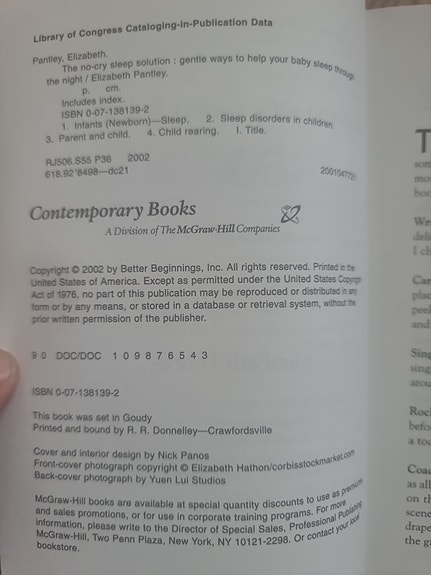 Library of Congress Cataloging-in-Publication Data
Pantley, Elizabeth.
The no-cry sleep solution : gentle ways to help your baby sleep through
the night / Elizabeth Pantley.
p. cm.
Includes index.
ISBN 0-07-138139-2
1. Infants (Newborn)—Sleep. 2. Sleep disorders in children.
3. Parent and child. 4. Child rearing. I. Title.
RJ506.S55 P36 2002
618.92'8498—dc21
Contemporary Books
A Division of The McGraw-Hill Companies
Copyright © 2002 by Better Beginnings, Inc. All rights reserved. Printed in the
United States of America. Except as permitted under the United States Copyright
Act of 1976, no part of this publication may be reproduced or distributed in any
form or by any means, or stored in a database or retrieval system, without the
prior written permission of the publisher.
9 0 DOC/DOC 1 0 9 8 7 6 5 4 3
ISBN 0-07-138139-2
This book was set in Goudy
Printed and bound by R. R. Donnelley—Crawfordsville
Cover and interior design by Nick Panos
Front-cover photograph copyright © Elizabeth Hathon/corbisstockmarket.com
Back-cover photograph by Yuen Lui Studios
McGraw-Hill books are available at special quantity discounts to use as premiums
and sales promotions, or for use in corporate training programs. For more
information, please write to the Director of Special Sales, Professional Publishing
McGraw-Hill, Two Penn Plaza, New York, NY 10121-2298. Or contact your local
bookstore.